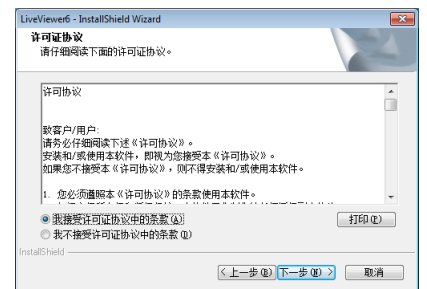 LiveViewer6 - InstallShield Wizard
许可证协议
请仔细阅读下面的许可证协议。
许可协议
致客户/用户:
请务必仔细阅读下述《许可协议》。
安装和/或使用本软件，即视为您接受本《许可协议》。
如果您不接受本《许可协议》，则不得安装和/或使用本软件。
1. 您必须遵照本《许可协议》的条款使用本软件。
我接受许可证协议中的条款(A)
打印(P)
我不接受许可证协议中的条款(D)
InstallShield
< 上一步(B)
下一步(N) >
取消